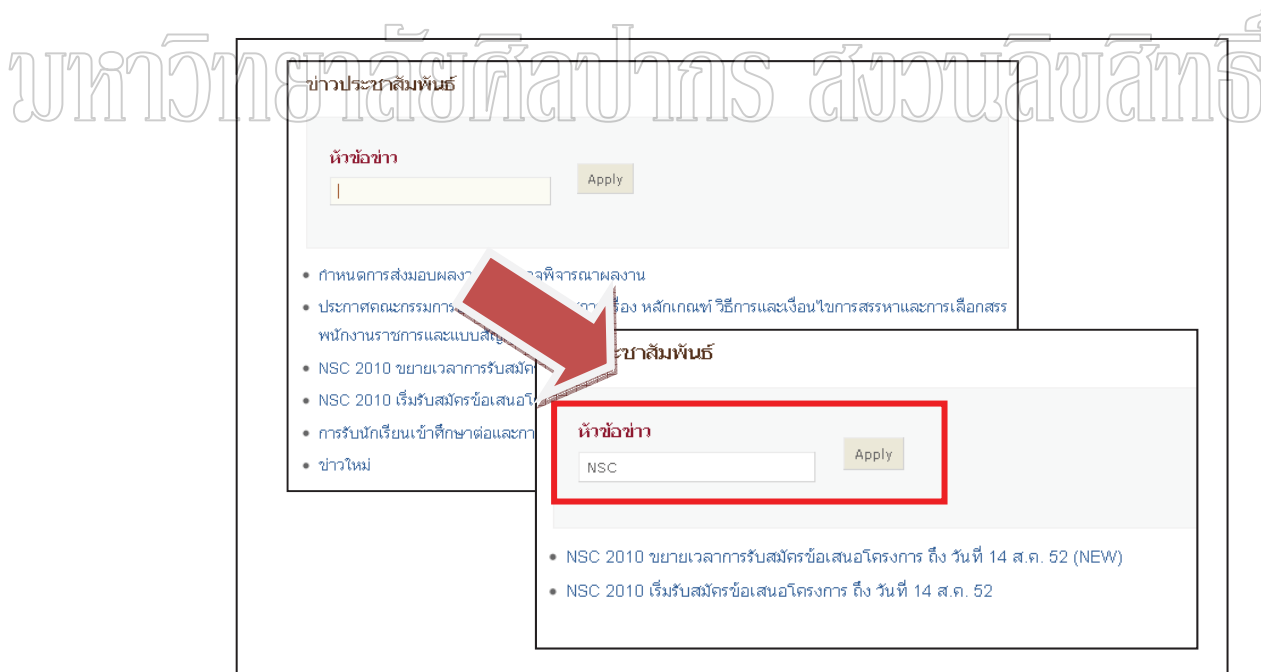 มหาวิทยาลัยศิลปากร สงวนลิขสิทธิ์
ข่าวประชาสัมพันธ์
หัวข้อข่าว
Apply
กำหนดการส่งมอบผลงาน พิจารณาผลงาน
ประกาศคณะกรรมการ เรื่อง หลักเกณฑ์ วิธีการและเงื่อนไขการสรรหาและการเลือกสรร
พนักงานราชการและแบบสัญ
NSC 2010 ขยายเวลาการรับสมัค
NSC 2010 เริ่มรับสมัครข้อเสนอโ
การรับนักเรียนเข้าศึกษาต่อและกา
ข่าวใหม่
ประชาสัมพันธ์
หัวข้อข่าว
NSC
Apply
NSC 2010 ขยายเวลาการรับสมัครข้อเสนอโครงการ ถึง วันที่ 14 ส.ค. 52 (NEW)
NSC 2010 เริ่มรับสมัครข้อเสนอโครงการ ถึง วันที่ 14 ส.ค. 52